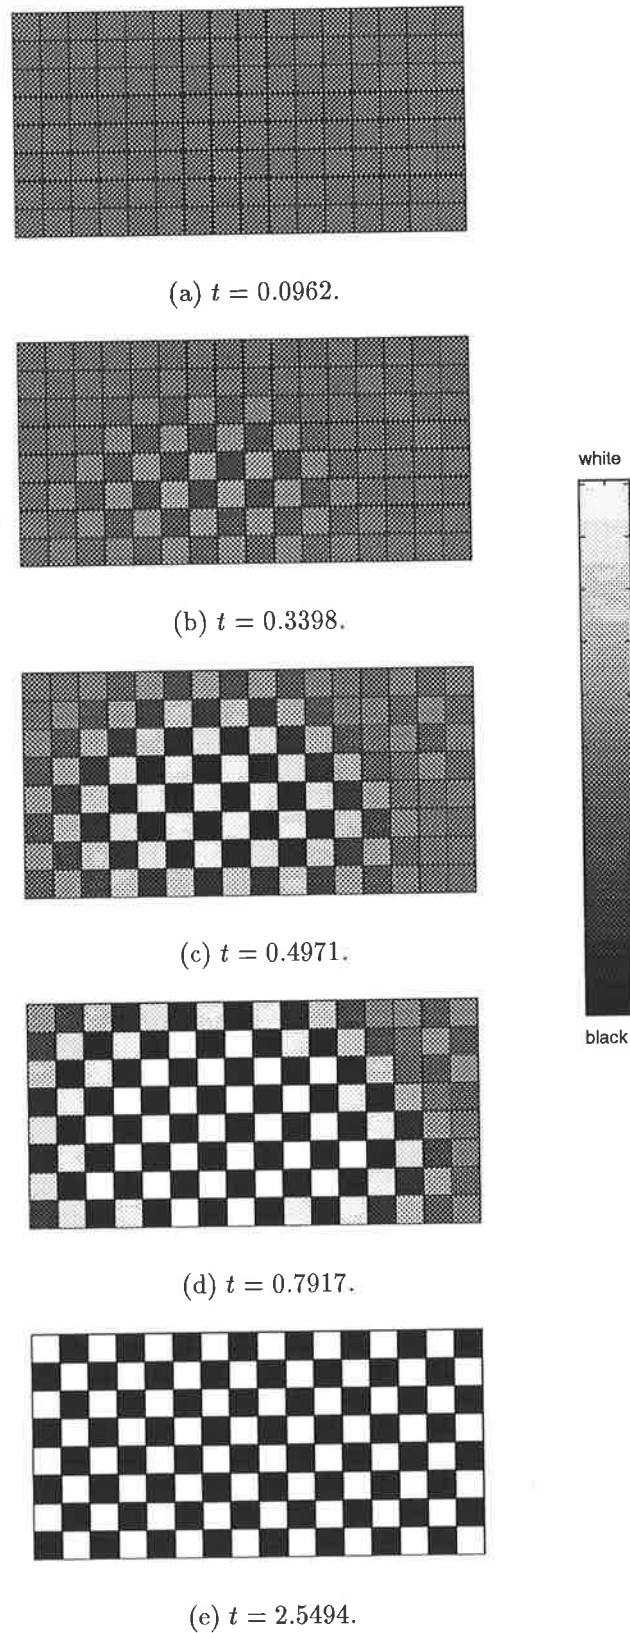 (a) t = 0.0962.
(b) t = 0.3398.
white
(c) t = 0.4971.
black
(d) t = 0.7917.
(e) t = 2.5494.